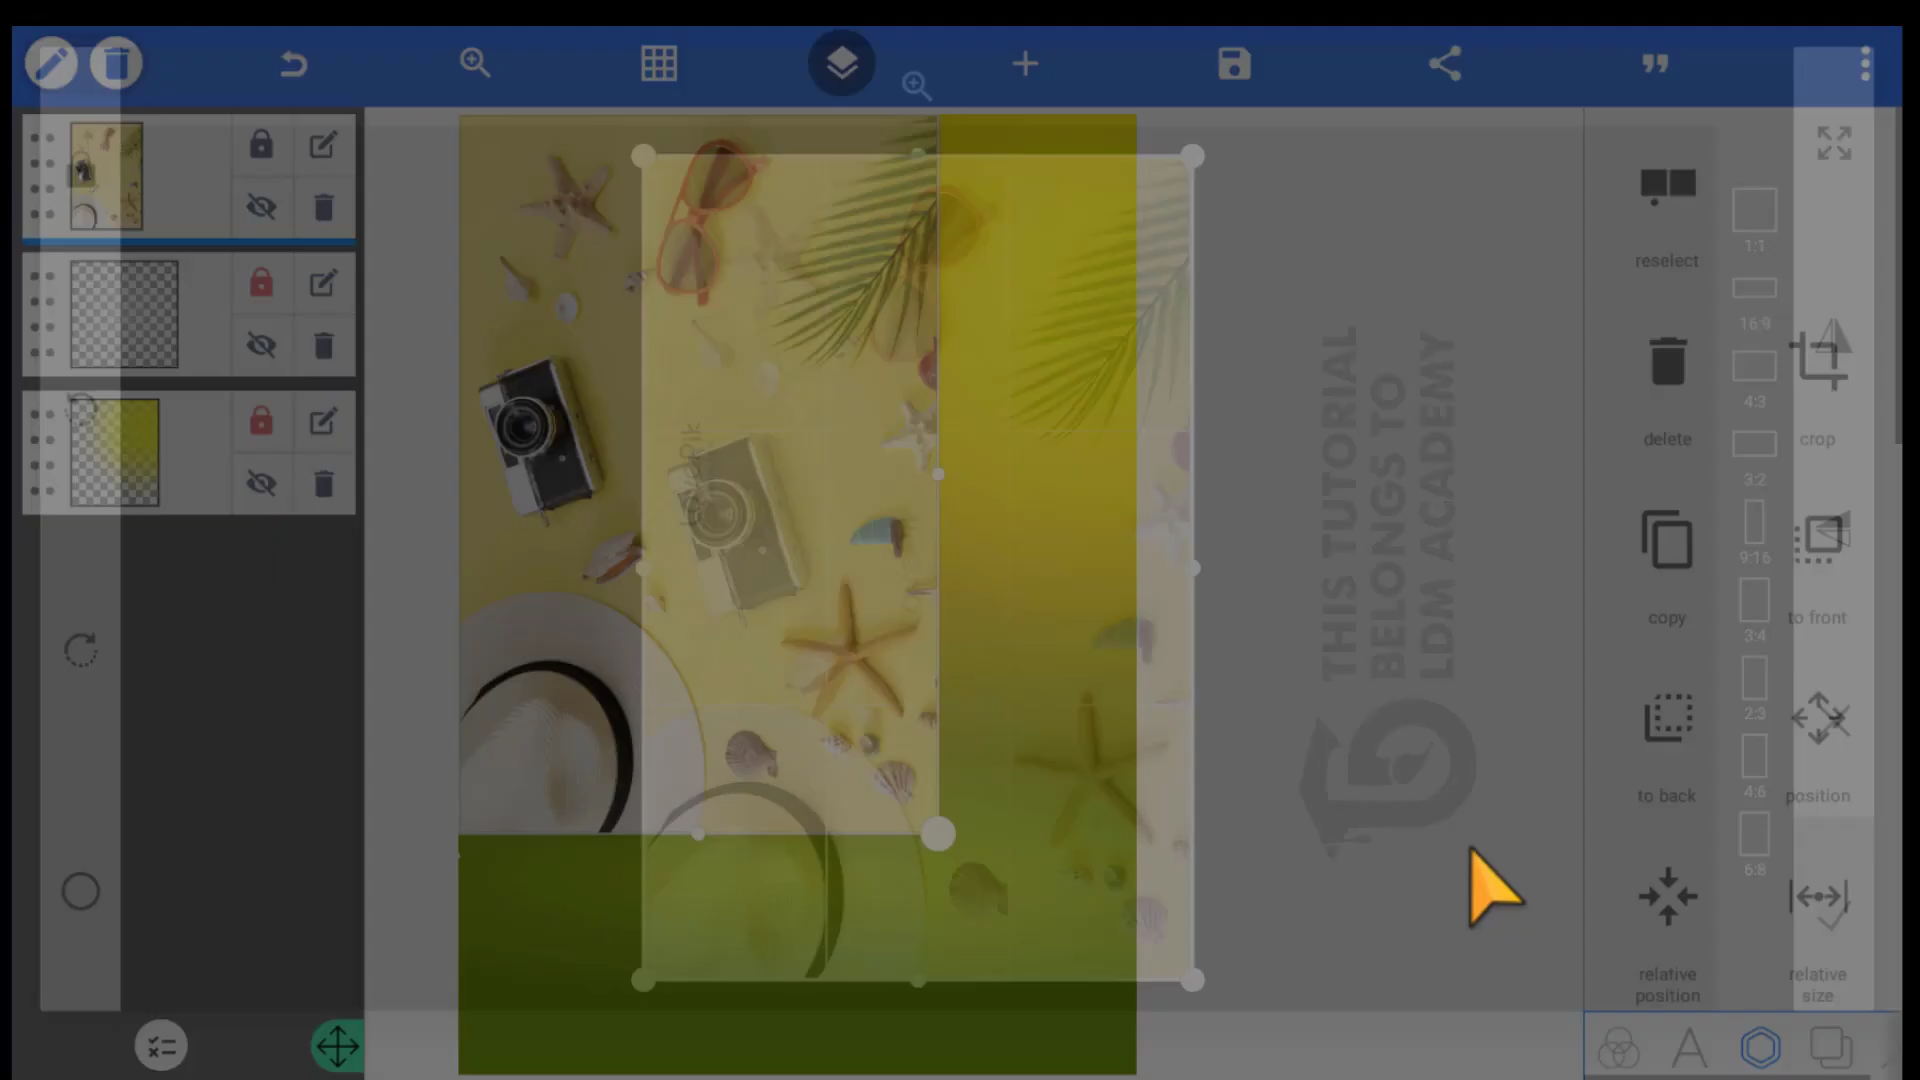 reselect
delete
copy
to back
relative
position
crop
to front
position
relative
size
1:1
16:9
4:3
3:2
9:16
3:4
2:3
4:6
6:8
THIS TUTORIAL
BELONGS TO
LDM ACADEMY